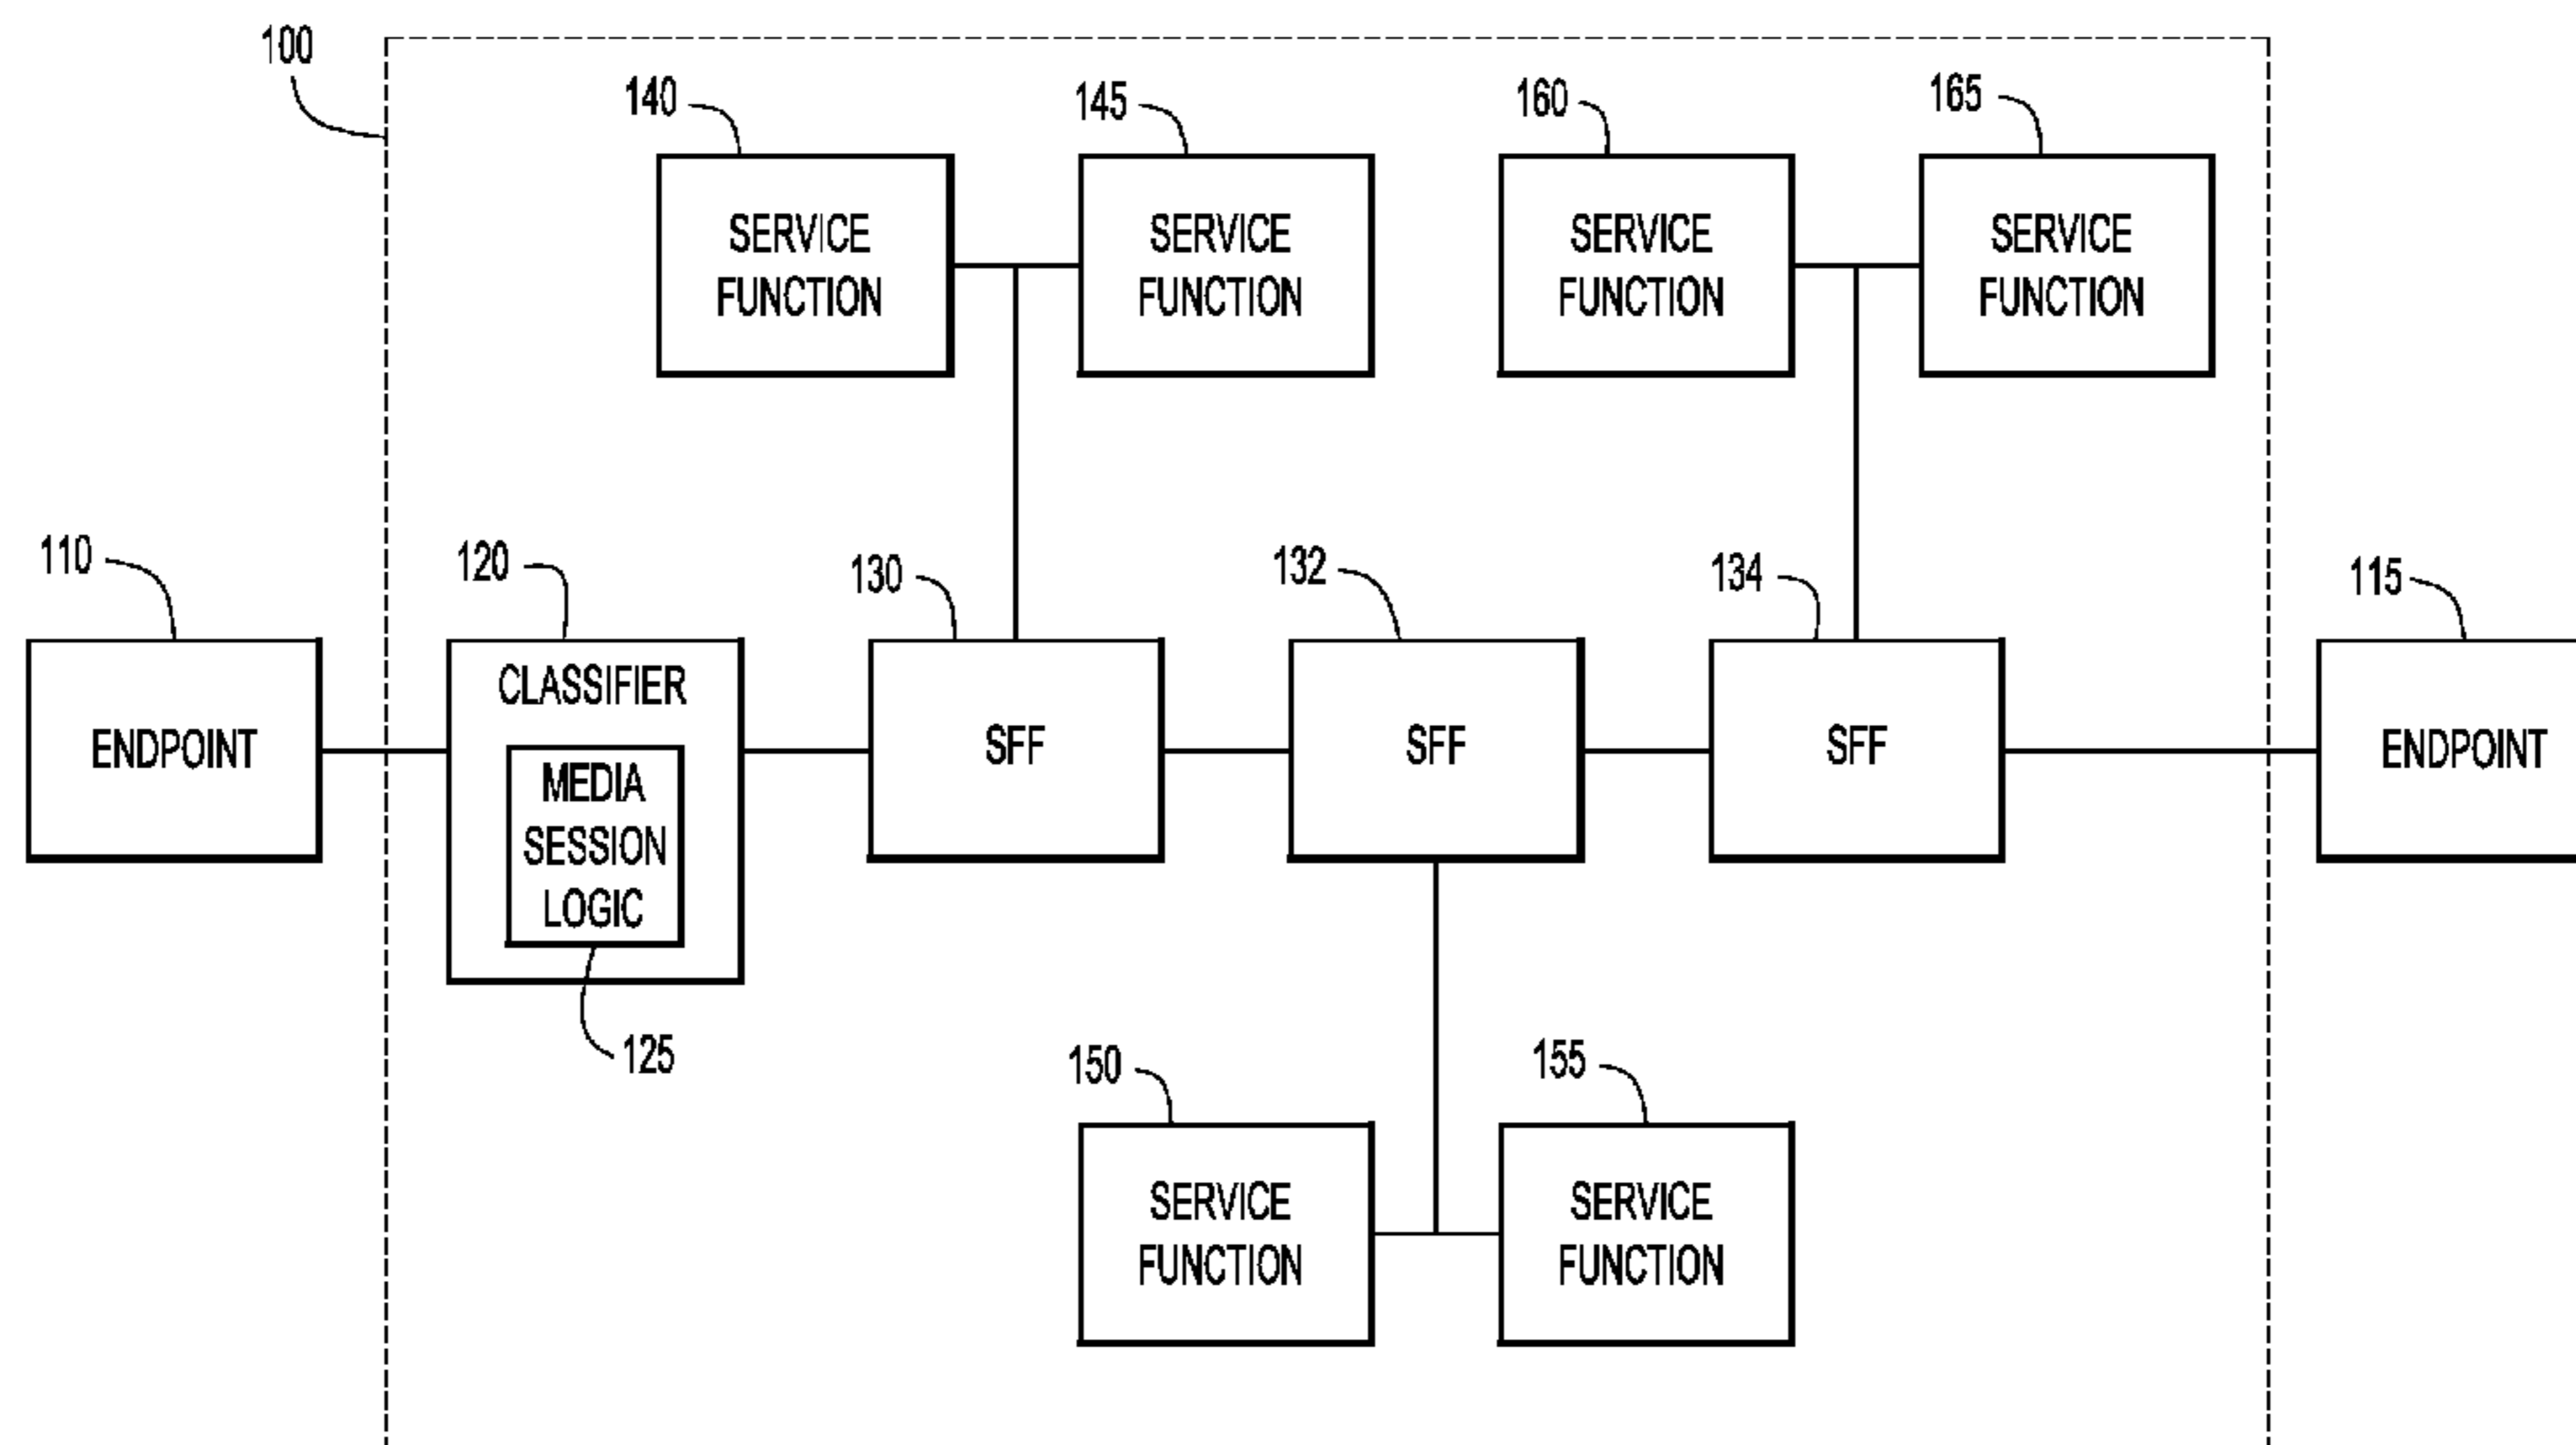 100
140
145
160
165
SERVICE
FUNCTION
SERVICE
FUNCTION
SERVICE
FUNCTION
SERVICE
FUNCTION
110
120
130
132
134
115
ENDPOINT
CLASSIFIER
MEDIA
SESSION
LOGIC
SFF
SFF
SFF
ENDPOINT
125
150
155
SERVICE
FUNCTION
SERVICE
FUNCTION